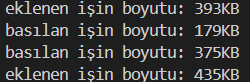 eklenen işin boyutu: 393KB
basılan işin boyutu: 179KB
basılan işin boyutu: 375KB
eklenen işin boyutu: 435KB